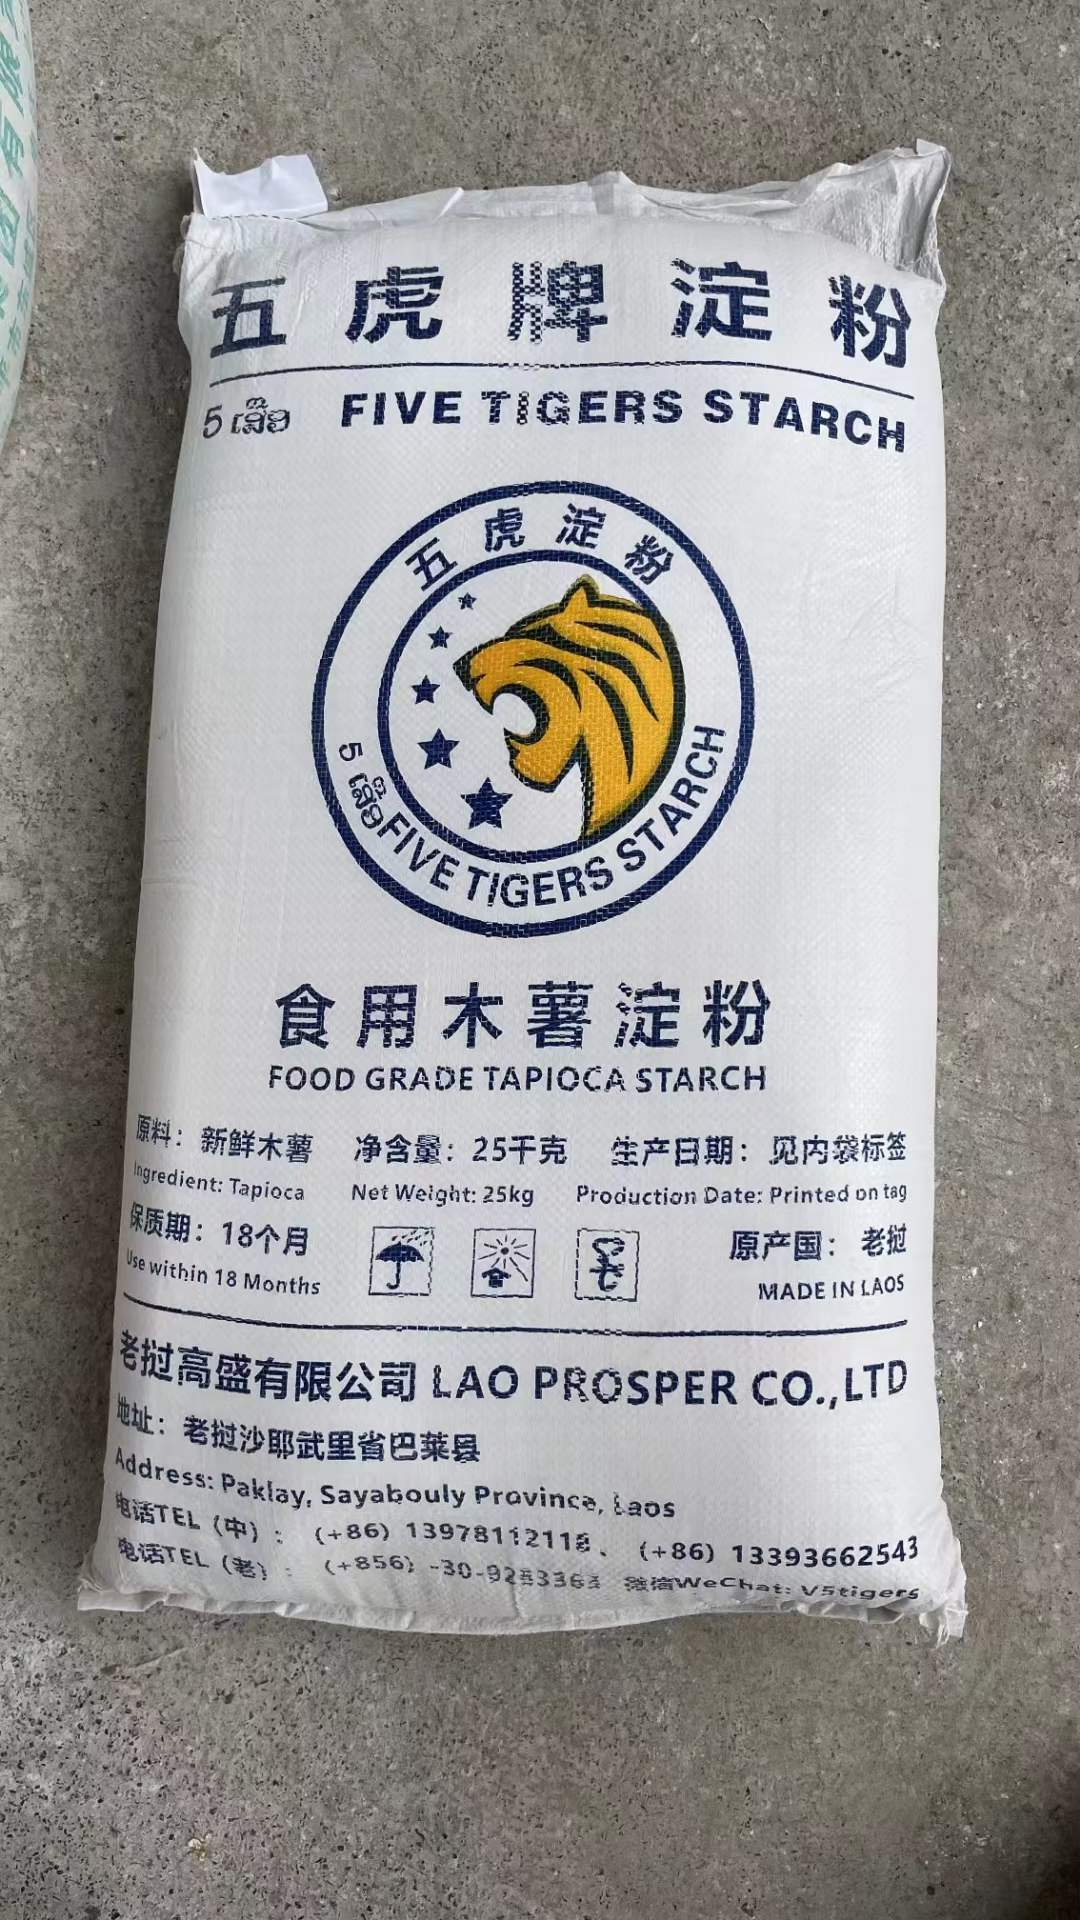 五虎牌淀粉
5 ເສືອ FIVE TIGERS STARCH
五虎淀粉
5 ເສືອ FIVE TIGERS STARCH
食用木薯淀粉
FOOD GRADE TAPIOCA STARCH
原料：新鲜木薯 净含量：25千克 生产日期：见内袋标签
Ingredient: Tapioca Net Weight: 25kg Production Date: Printed on tag
保质期：18个月 原产国：老挝
Use within 18 Months MADE IN LAOS
老挝高盛有限公司 LAO PROSPER CO.,LTD
地址：老挝沙耶武里省巴莱县
Address: Paklay, Sayabouly Province, Laos
电话TEL（中）：（+86）13978112118、（+86）13393662543
电话TEL（老）：（+856）-30-9283363 微信WeChat: V5tigers
有限